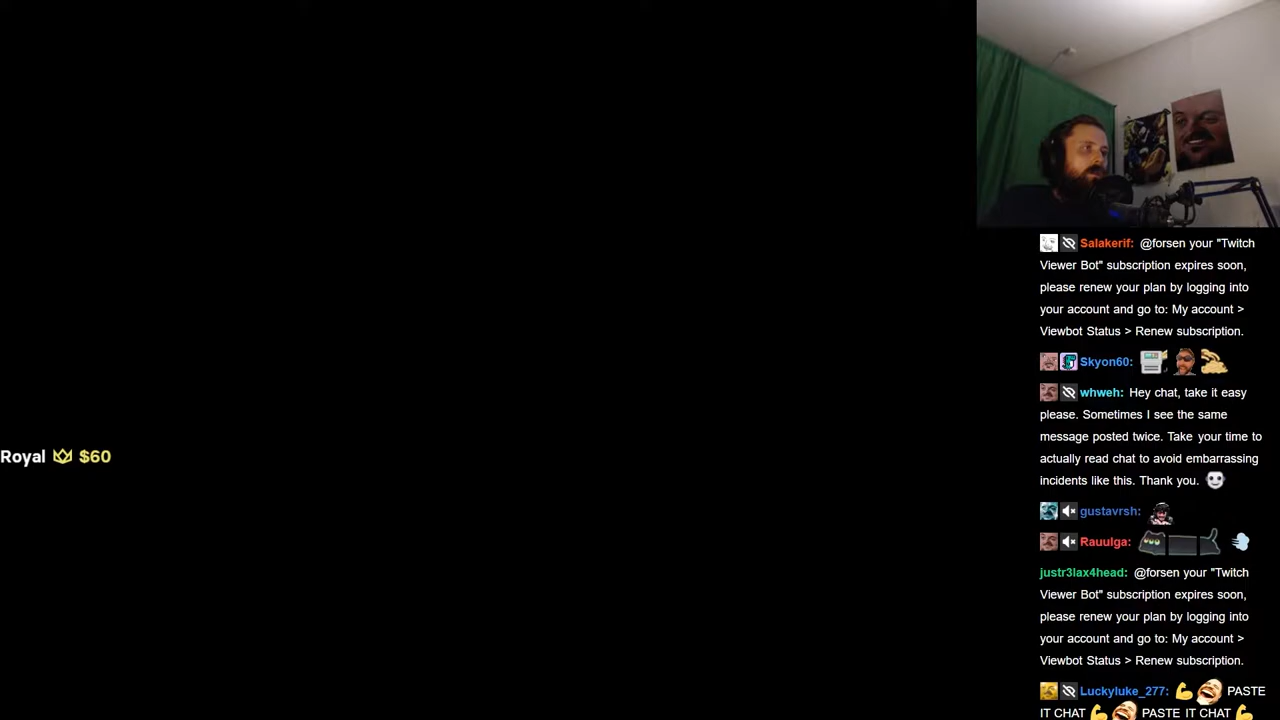 Salakerif: @forsen your "Twitch
Viewer Bot" subscription expires soon,
please renew your plan by logging into
your account and go to: My account >
Viewbot Status > Renew subscription.
Skyon60:
whweh: Hey chat, take it easy
please. Sometimes I see the same
message posted twice. Take your time to
actually read chat to avoid embarrassing
incidents like this. Thank you.
Royal $60
gustavrsh:
Rauulga:
justr3lax4head: @forsen your "Twitch
Viewer Bot" subscription expires soon,
please renew your plan by logging into
your account and go to: My account >
Viewbot Status > Renew subscription.
Luckyluke_277: PASTE
IT CHAT PASTE IT CHAT